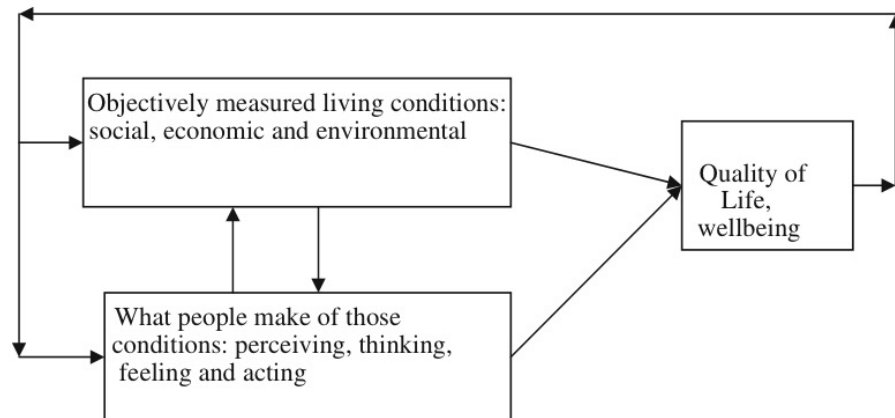 Objectively measured living conditions:
social, economic and environmental
Quality of
Life,
wellbeing
What people make of those
conditions: perceiving, thinking,
feeling and acting